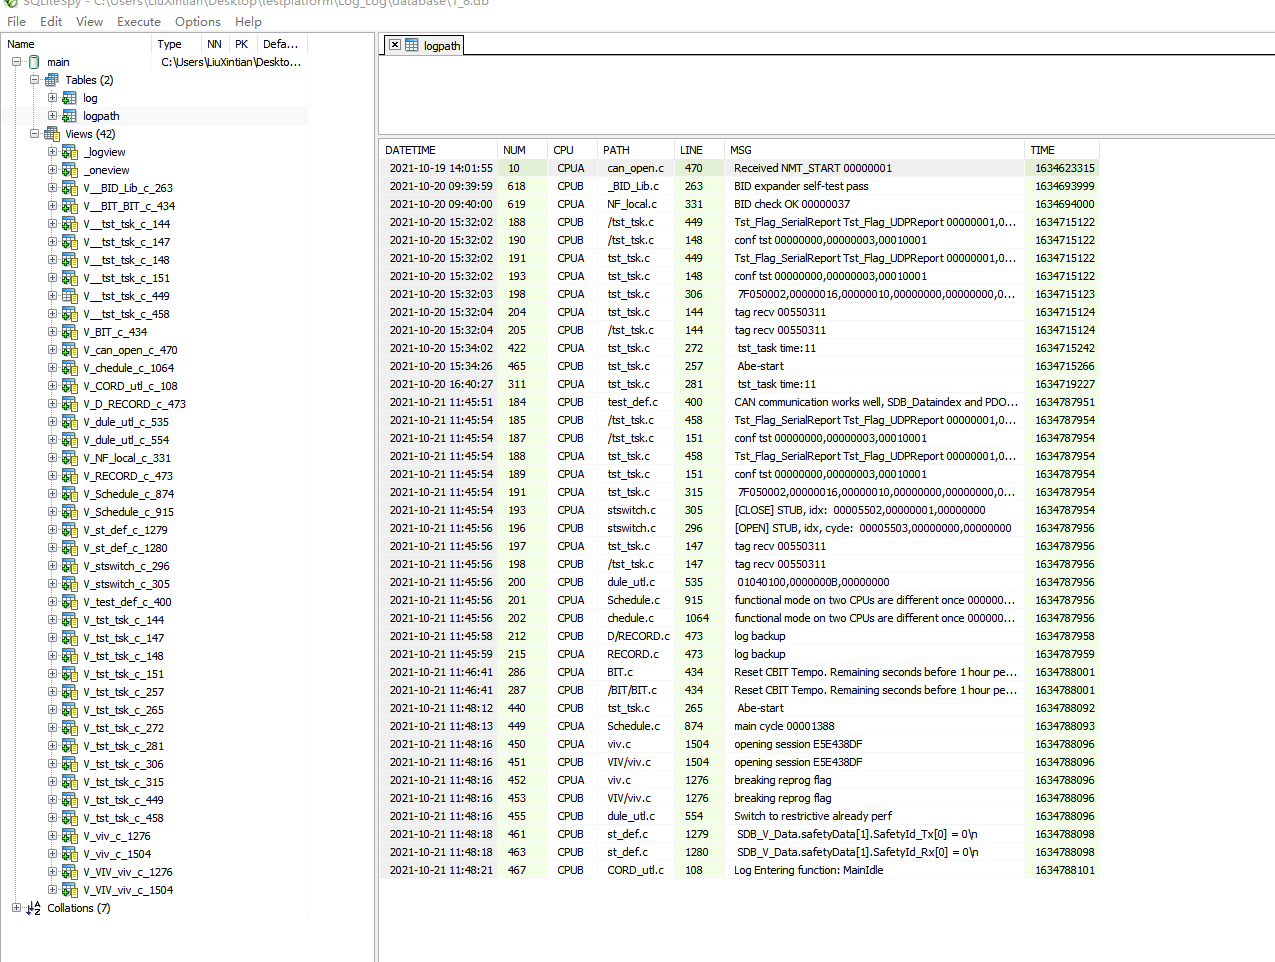 SQLiteSpy - C:\Users\LiuXintian\Desktop\testplatform\Log_Log\database\1_8.db
File Edit View Execute Options Help
Name Type NN PK Defa...
main C:\Users\LiuXintian\Deskto...
Tables (2)
log
logpath
Views (42)
_logview
_oneview
V__BID_Lib_c_263
V__BIT_BIT_c_434
V__tst_tsk_c_144
V__tst_tsk_c_147
V__tst_tsk_c_148
V__tst_tsk_c_151
V__tst_tsk_c_449
V__tst_tsk_c_458
V_BIT_c_434
V_can_open_c_470
V_chedule_c_1064
V_CORD_utl_c_108
V_D_RECORD_c_473
V_dule_utl_c_535
V_dule_utl_c_554
V_NF_local_c_331
V_RECORD_c_473
V_Schedule_c_874
V_Schedule_c_915
V_st_def_c_1279
V_st_def_c_1280
V_stswitch_c_296
V_stswitch_c_305
V_test_def_c_400
V_tst_tsk_c_144
V_tst_tsk_c_147
V_tst_tsk_c_148
V_tst_tsk_c_151
V_tst_tsk_c_257
V_tst_tsk_c_265
V_tst_tsk_c_272
V_tst_tsk_c_281
V_tst_tsk_c_306
V_tst_tsk_c_315
V_tst_tsk_c_449
V_tst_tsk_c_458
V_viv_c_1276
V_viv_c_1504
V_VIV_viv_c_1276
V_VIV_viv_c_1504
Collations (7)
logpath
DATETIME NUM CPU PATH LINE MSG TIME
2021-10-19 14:01:55 10 CPUA can_open.c 470 Received NMT_START 00000001 1634623315
2021-10-20 09:39:59 618 CPUB _BID_Lib.c 263 BID expander self-test pass 1634693999
2021-10-20 09:40:00 619 CPUA NF_local.c 331 BID check OK 00000037 1634694000
2021-10-20 15:32:02 188 CPUB /tst_tsk.c 449 Tst_Flag_SerialReport Tst_Flag_UDPReport 00000001,0... 1634715122
2021-10-20 15:32:02 190 CPUB /tst_tsk.c 148 conf tst 00000000,00000003,00010001 1634715122
2021-10-20 15:32:02 191 CPUA tst_tsk.c 449 Tst_Flag_SerialReport Tst_Flag_UDPReport 00000001,0... 1634715122
2021-10-20 15:32:02 193 CPUA tst_tsk.c 148 conf tst 00000000,00000003,00010001 1634715122
2021-10-20 15:32:03 198 CPUA tst_tsk.c 306 7F050002,00000016,00000010,00000000,00000000,0... 1634715123
2021-10-20 15:32:04 204 CPUA tst_tsk.c 144 tag recv 00550311 1634715124
2021-10-20 15:32:04 205 CPUB /tst_tsk.c 144 tag recv 00550311 1634715124
2021-10-20 15:34:02 422 CPUA tst_tsk.c 272 tst_task time:11 1634715242
2021-10-20 15:34:26 465 CPUB tst_tsk.c 257 Abe-start 1634715266
2021-10-20 16:40:27 311 CPUA tst_tsk.c 281 tst_task time:11 1634719227
2021-10-21 11:45:51 184 CPUB test_def.c 400 CAN communication works well, SDB_Dataindex and PDO... 1634787951
2021-10-21 11:45:54 185 CPUB /tst_tsk.c 458 Tst_Flag_SerialReport Tst_Flag_UDPReport 00000001,0... 1634787954
2021-10-21 11:45:54 187 CPUB /tst_tsk.c 151 conf tst 00000000,00000003,00010001 1634787954
2021-10-21 11:45:54 188 CPUA tst_tsk.c 458 Tst_Flag_SerialReport Tst_Flag_UDPReport 00000001,0... 1634787954
2021-10-21 11:45:54 189 CPUA tst_tsk.c 151 conf tst 00000000,00000003,00010001 1634787954
2021-10-21 11:45:54 191 CPUA tst_tsk.c 315 7F050002,00000016,00000010,00000000,00000000,0... 1634787954
2021-10-21 11:45:54 193 CPUA stswitch.c 305 [CLOSE] STUB, idx: 00005502,00000001,00000000 1634787954
2021-10-21 11:45:56 196 CPUB stswitch.c 296 [OPEN] STUB, idx, cycle: 00005503,00000000,00000000 1634787956
2021-10-21 11:45:56 197 CPUA tst_tsk.c 147 tag recv 00550311 1634787956
2021-10-21 11:45:56 198 CPUB /tst_tsk.c 147 tag recv 00550311 1634787956
2021-10-21 11:45:56 200 CPUB dule_utl.c 535 01040100,0000000B,00000000 1634787956
2021-10-21 11:45:56 201 CPUA Schedule.c 915 functional mode on two CPUs are different once 000000... 1634787956
2021-10-21 11:45:56 202 CPUB chedule.c 1064 functional mode on two CPUs are different once 000000... 1634787956
2021-10-21 11:45:58 212 CPUB D/RECORD.c 473 log backup 1634787958
2021-10-21 11:45:59 215 CPUA RECORD.c 473 log backup 1634787959
2021-10-21 11:46:41 286 CPUA BIT.c 434 Reset CBIT Tempo. Remaining seconds before 1 hour pe... 1634788001
2021-10-21 11:46:41 287 CPUB /BIT/BIT.c 434 Reset CBIT Tempo. Remaining seconds before 1 hour pe... 1634788001
2021-10-21 11:48:12 440 CPUB tst_tsk.c 265 Abe-start 1634788092
2021-10-21 11:48:13 449 CPUA Schedule.c 874 main cycle 00001388 1634788093
2021-10-21 11:48:16 450 CPUA viv.c 1504 opening session E5E438DF 1634788096
2021-10-21 11:48:16 451 CPUB VIV/viv.c 1504 opening session E5E438DF 1634788096
2021-10-21 11:48:16 452 CPUA viv.c 1276 breaking reprog flag 1634788096
2021-10-21 11:48:16 453 CPUB VIV/viv.c 1276 breaking reprog flag 1634788096
2021-10-21 11:48:16 455 CPUB dule_utl.c 554 Switch to restrictive already perf 1634788096
2021-10-21 11:48:18 461 CPUB st_def.c 1279 SDB_V_Data.safetyData[1].SafetyId_Tx[0] = 0\n 1634788098
2021-10-21 11:48:18 463 CPUB st_def.c 1280 SDB_V_Data.safetyData[1].SafetyId_Rx[0] = 0\n 1634788098
2021-10-21 11:48:21 467 CPUB CORD_utl.c 108 Log Entering function: MainIdle 1634788101